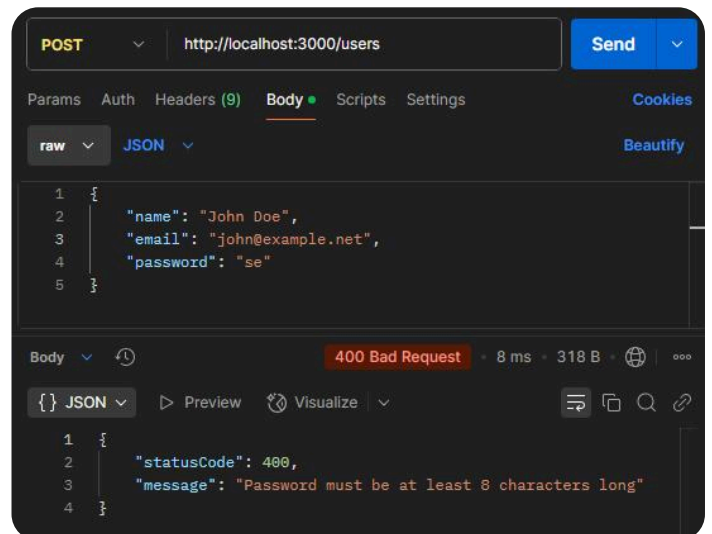 POST http://localhost:3000/users Send
Params Auth Headers (9) Body Scripts Settings Cookies
raw JSON Beautify
1 {
2 "name": "John Doe",
3 "email": "john@example.net",
4 "password": "se"
5 }
Body 400 Bad Request 8 ms 318 B
{} JSON Preview Visualize
1 {
2 "statusCode": 400,
3 "message": "Password must be at least 8 characters long"
4 }